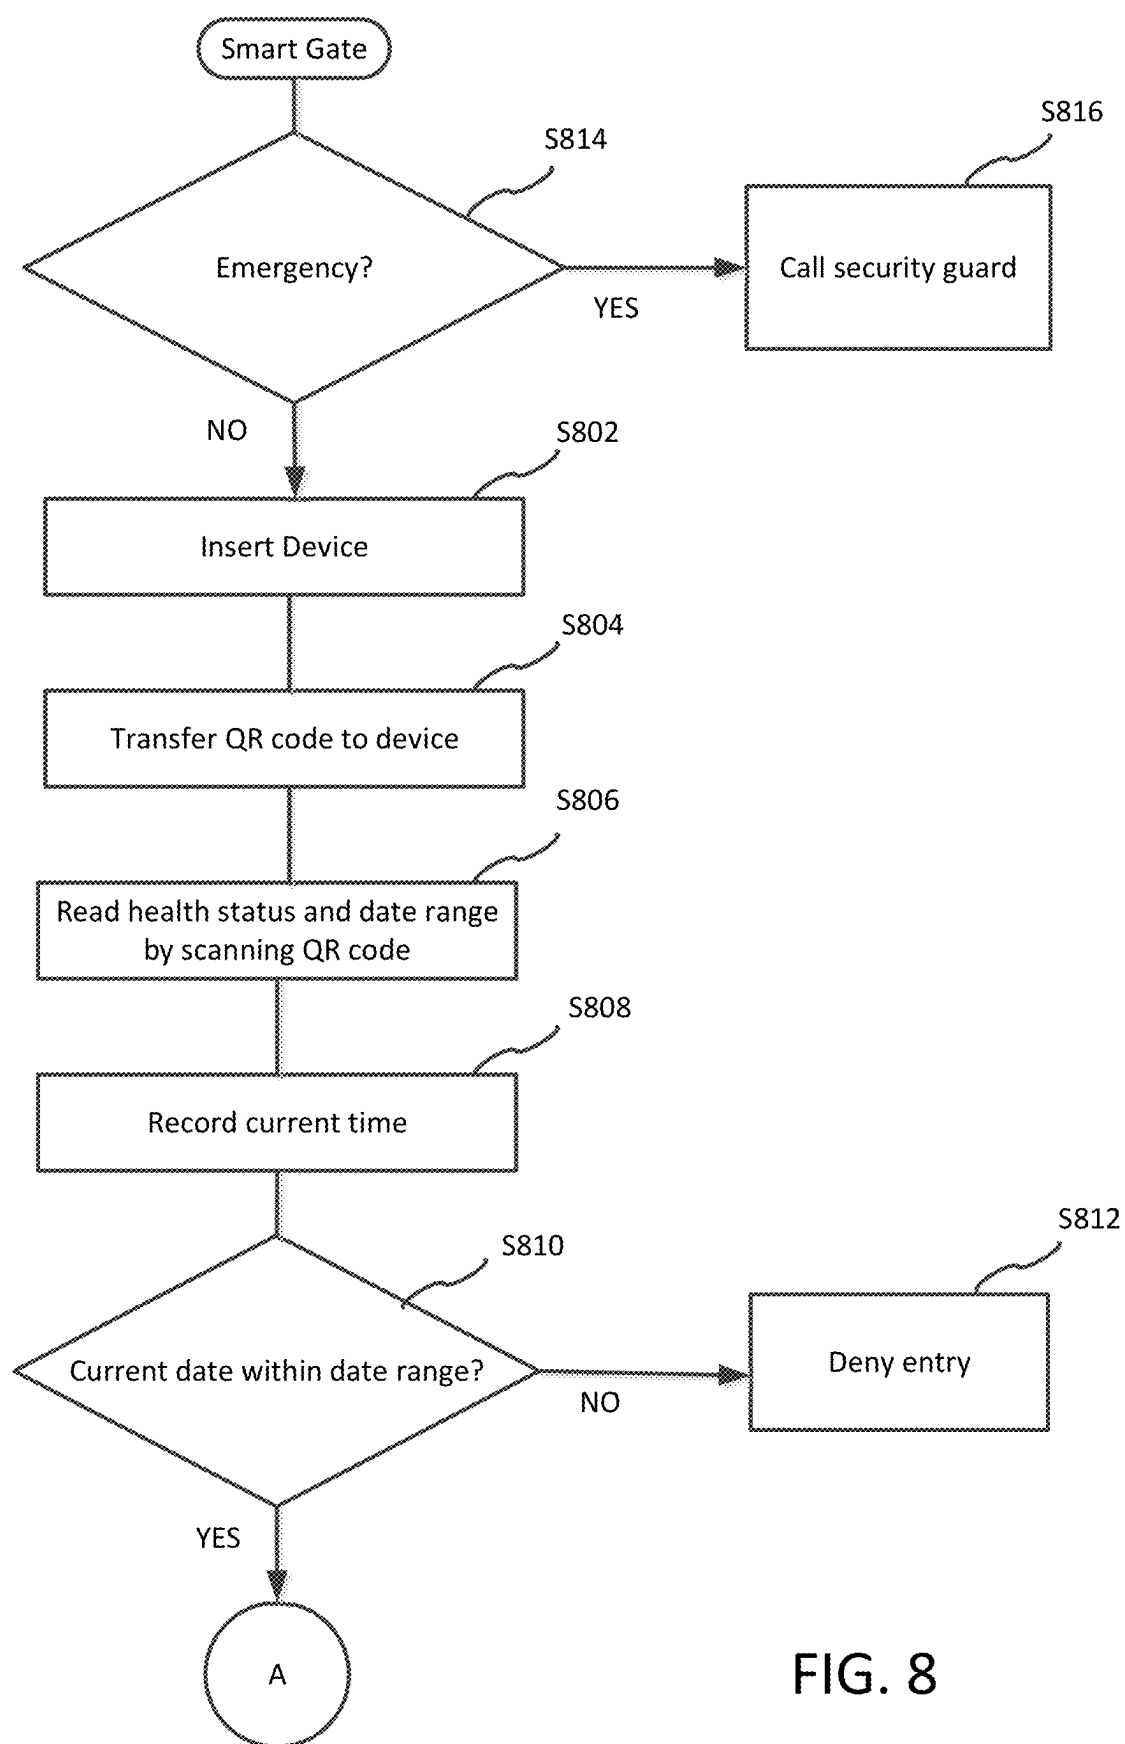 Smart Gate
S814
S816
Emergency?
Call security guard
YES
NO
S802
Insert Device
S804
Transfer QR code to device
S806
Read health status and date range
by scanning QR code
S808
Record current time
S810
S812
Current date within date range?
Deny entry
NO
YES
A
FIG. 8